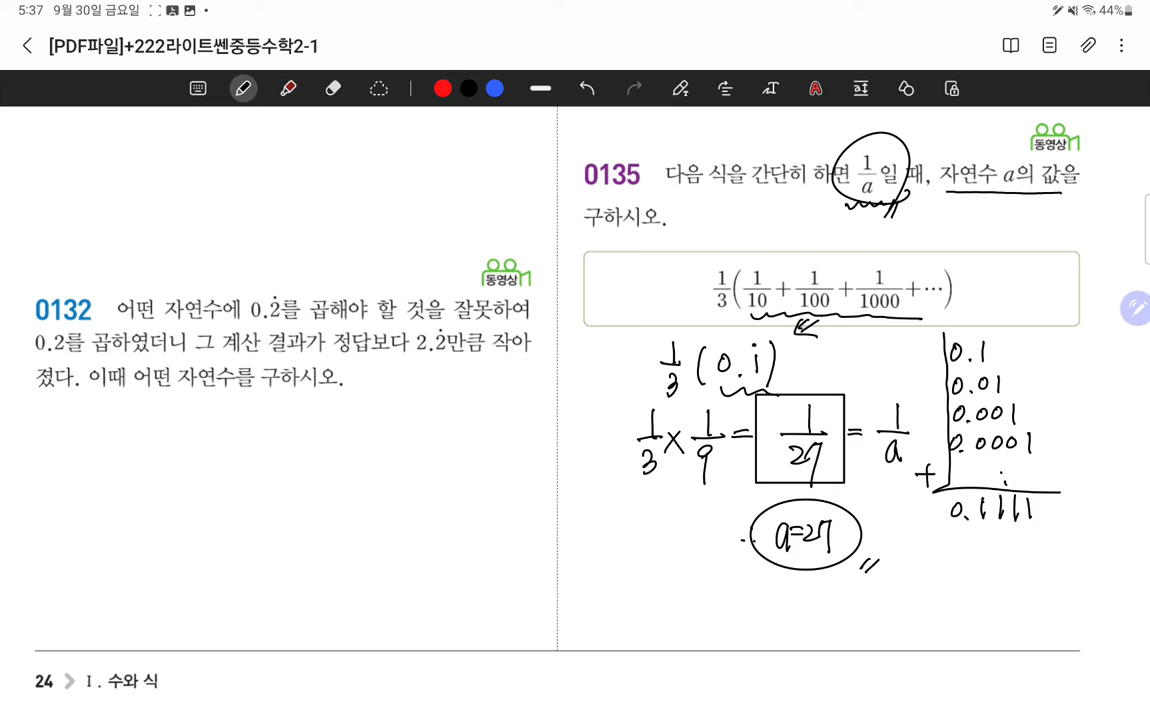 5:37 9월 30일 금요일
44%
[PDF파일]+222라이트쎈중등수학2-1
동영상
0132 어떤 자연수에 0.2̇를 곱해야 할 것을 잘못하여
0.2를 곱하였더니 그 계산 결과가 정답보다 2.2̇만큼 작아
졌다. 이때 어떤 자연수를 구하시오.
동영상
0135 다음 식을 간단히 하면 1/a일 때, 자연수 a의 값을
구하시오.
1/3(1/10+1/100+1/1000+⋯)
1/3(0.1̇)
1/3×1/9=1/27=1/a
∴ a=27
0.1
0.01
0.001
0.0001
+ ⋮
0.1111
24 I. 수와 식